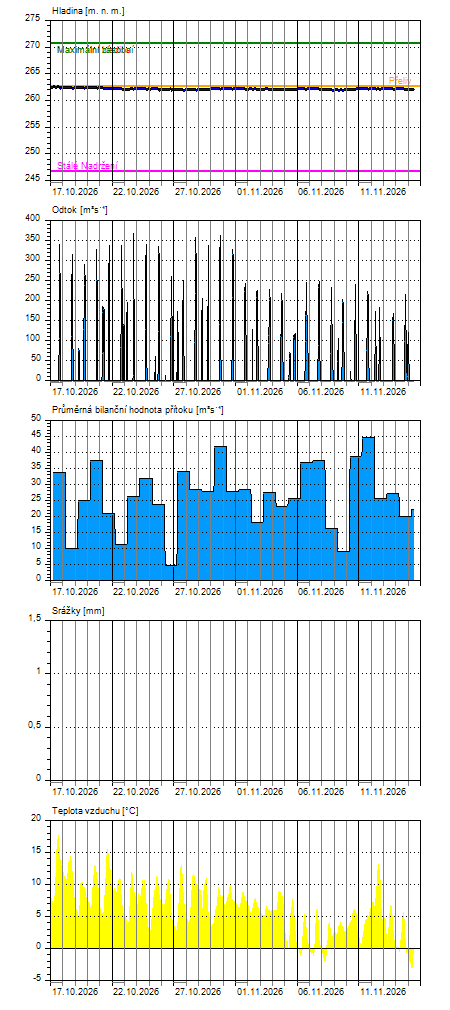 Hladina [m. n. m.]
275
270
Maximální
265
Přeliv
260
255
250
Stálé Nadržení
245
17.10.2026 22.10.2026 27.10.2026 01.11.2026 06.11.2026 11.11.2026
Odtok [m³s⁻¹]
400
350
300
250
200
150
100
50
0
17.10.2026 22.10.2026 27.10.2026 01.11.2026 06.11.2026 11.11.2026
Průměrná bilanční hodnota přítoku [m³s⁻¹]
50
45
40
35
30
25
20
15
10
5
0
17.10.2026 22.10.2026 27.10.2026 01.11.2026 06.11.2026 11.11.2026
Srážky [mm]
1,5
1
0,5
0
17.10.2026 22.10.2026 27.10.2026 01.11.2026 06.11.2026 11.11.2026
Teplota vzduchu [°C]
20
15
10
5
0
-5
17.10.2026 22.10.2026 27.10.2026 01.11.2026 06.11.2026 11.11.2026